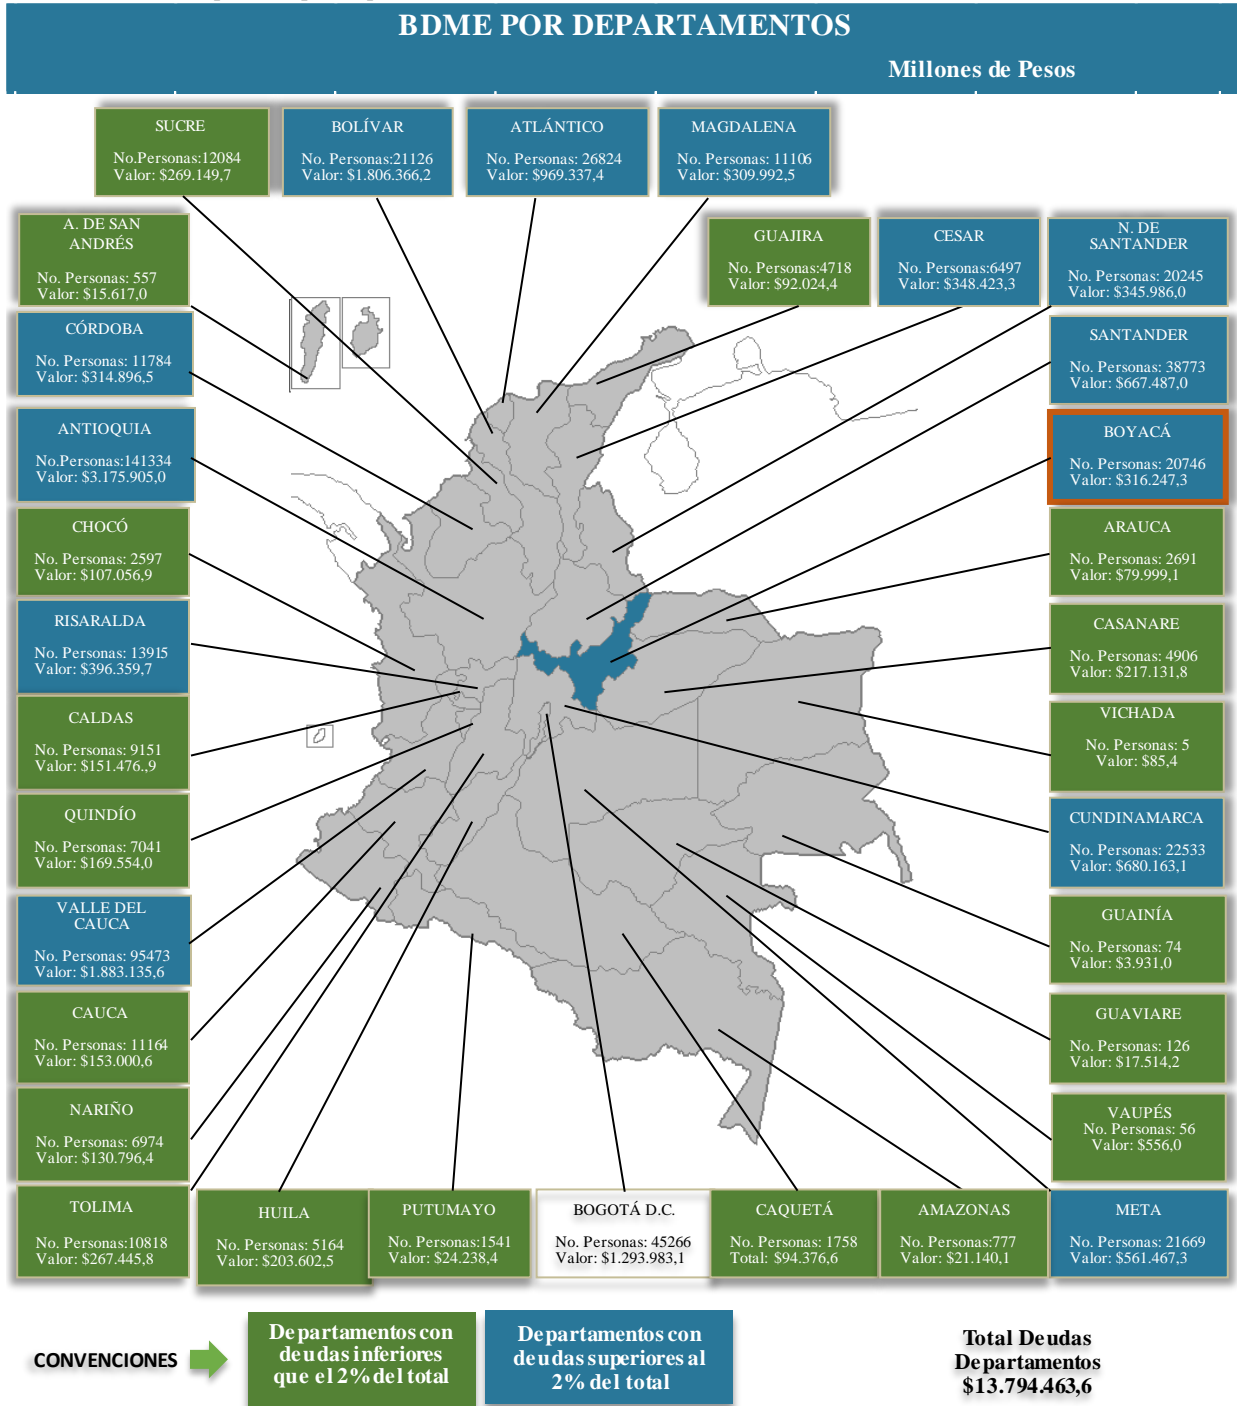 BDME POR DEPARTAMENTOS
Millones de Pesos
SUCRE
No.Personas:12084
Valor: $269.149,7
BOLÍVAR
No. Personas:21126
Valor: $1.806.366,2
ATLÁNTICO
No. Personas: 26824
Valor: $969.337,4
MAGDALENA
No. Personas: 11106
Valor: $309.992,5
A. DE SAN
ANDRÉS
No. Personas: 557
Valor: $15.617,0
GUAJIRA
No. Personas:4718
Valor: $92.024,4
CESAR
No. Personas:6497
Valor: $348.423,3
N. DE
SANTANDER
No. Personas: 20245
Valor: $345.986,0
CÓRDOBA
No. Personas: 11784
Valor: $314.896,5
SANTANDER
No. Personas: 38773
Valor: $667.487,0
ANTIOQUIA
No.Personas:141334
Valor: $3.175.905,0
BOYACÁ
No. Personas: 20746
Valor: $316.247,3
CHOCÓ
No. Personas: 2597
Valor: $107.056,9
ARAUCA
No. Personas: 2691
Valor: $79.999,1
RISARALDA
No. Personas: 13915
Valor: $396.359,7
CASANARE
No. Personas: 4906
Valor: $217.131,8
CALDAS
No. Personas: 9151
Valor: $151.476.,9
VICHADA
No. Personas: 5
Valor: $85,4
QUINDÍO
No. Personas: 7041
Valor: $169.554,0
CUNDINAMARCA
No. Personas: 22533
Valor: $680.163,1
VALLE DEL
CAUCA
No. Personas: 95473
Valor: $1.883.135,6
GUAINÍA
No. Personas: 74
Valor: $3.931,0
CAUCA
No. Personas: 11164
Valor: $153.000,6
GUAVIARE
No. Personas: 126
Valor: $17.514,2
NARIÑO
No. Personas: 6974
Valor: $130.796,4
VAUPÉS
No. Personas: 56
Valor: $556,0
TOLIMA
No. Personas:10818
Valor: $267.445,8
HUILA
No. Personas: 5164
Valor: $203.602,5
PUTUMAYO
No. Personas:1541
Valor: $24.238,4
BOGOTÁ D.C.
No. Personas: 45266
Valor: $1.293.983,1
CAQUETÁ
No. Personas: 1758
Total: $94.376,6
AMAZONAS
No. Personas:777
Valor: $21.140,1
META
No. Personas: 21669
Valor: $561.467,3
CONVENCIONES
Departamentos con
deudas inferiores
que el 2% del total
Departamentos con
deudas superiores al
2% del total
Total Deudas
Departamentos
$13.794.463,6